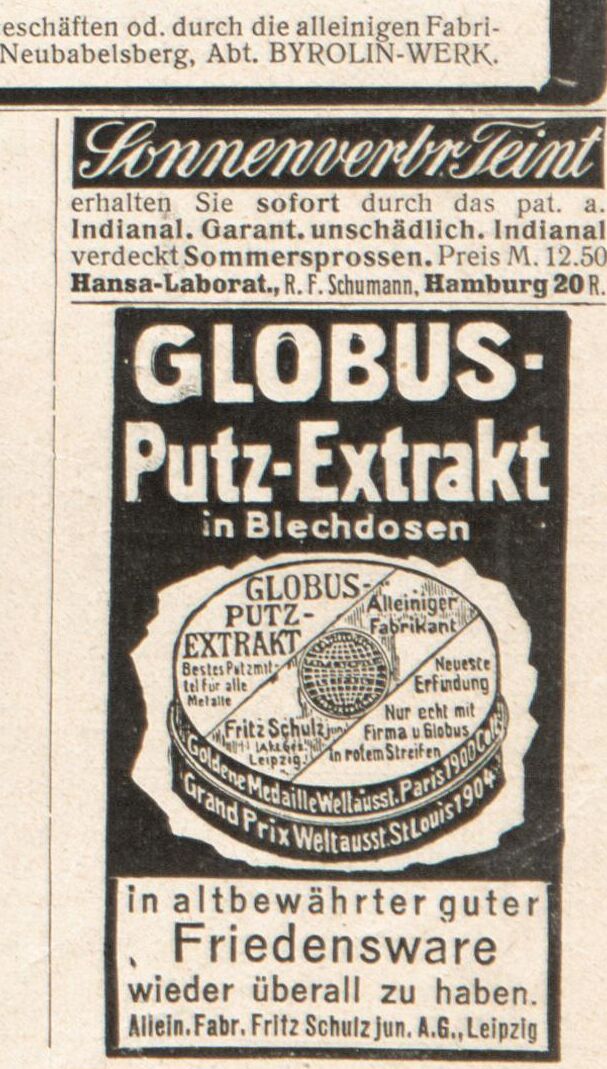 eschäften od. durch die alleinigen Fabri-
Neubabelsberg, Abt. BYROLIN-WERK.
Sonnenverbr. Teint
erhalten Sie sofort durch das pat. a.
Indianal. Garant. unschädlich. Indianal
verdeckt Sommersprossen. Preis M. 12.50
Hansa-Laborat., R. F. Schumann, Hamburg 20 R.
GLOBUS-
Putz-Extrakt
in Blechdosen
GLOBUS-
PUTZ-
EXTRAKT
Bestes Putzmit-
tel für alle
Metalle
Alleiniger
Fabrikant
Fritz Schulz jun
Leipzig
Neueste
Erfindung
Nur echt mit
Firma u Globus
in rotem Streifen
Goldene Medaille Weltausst. Paris 1900
Grand Prix Weltausst. St Louis 1904
in altbewährter guter
Friedensware
wieder überall zu haben.
Allein. Fabr. Fritz Schulz jun. A.G., Leipzig